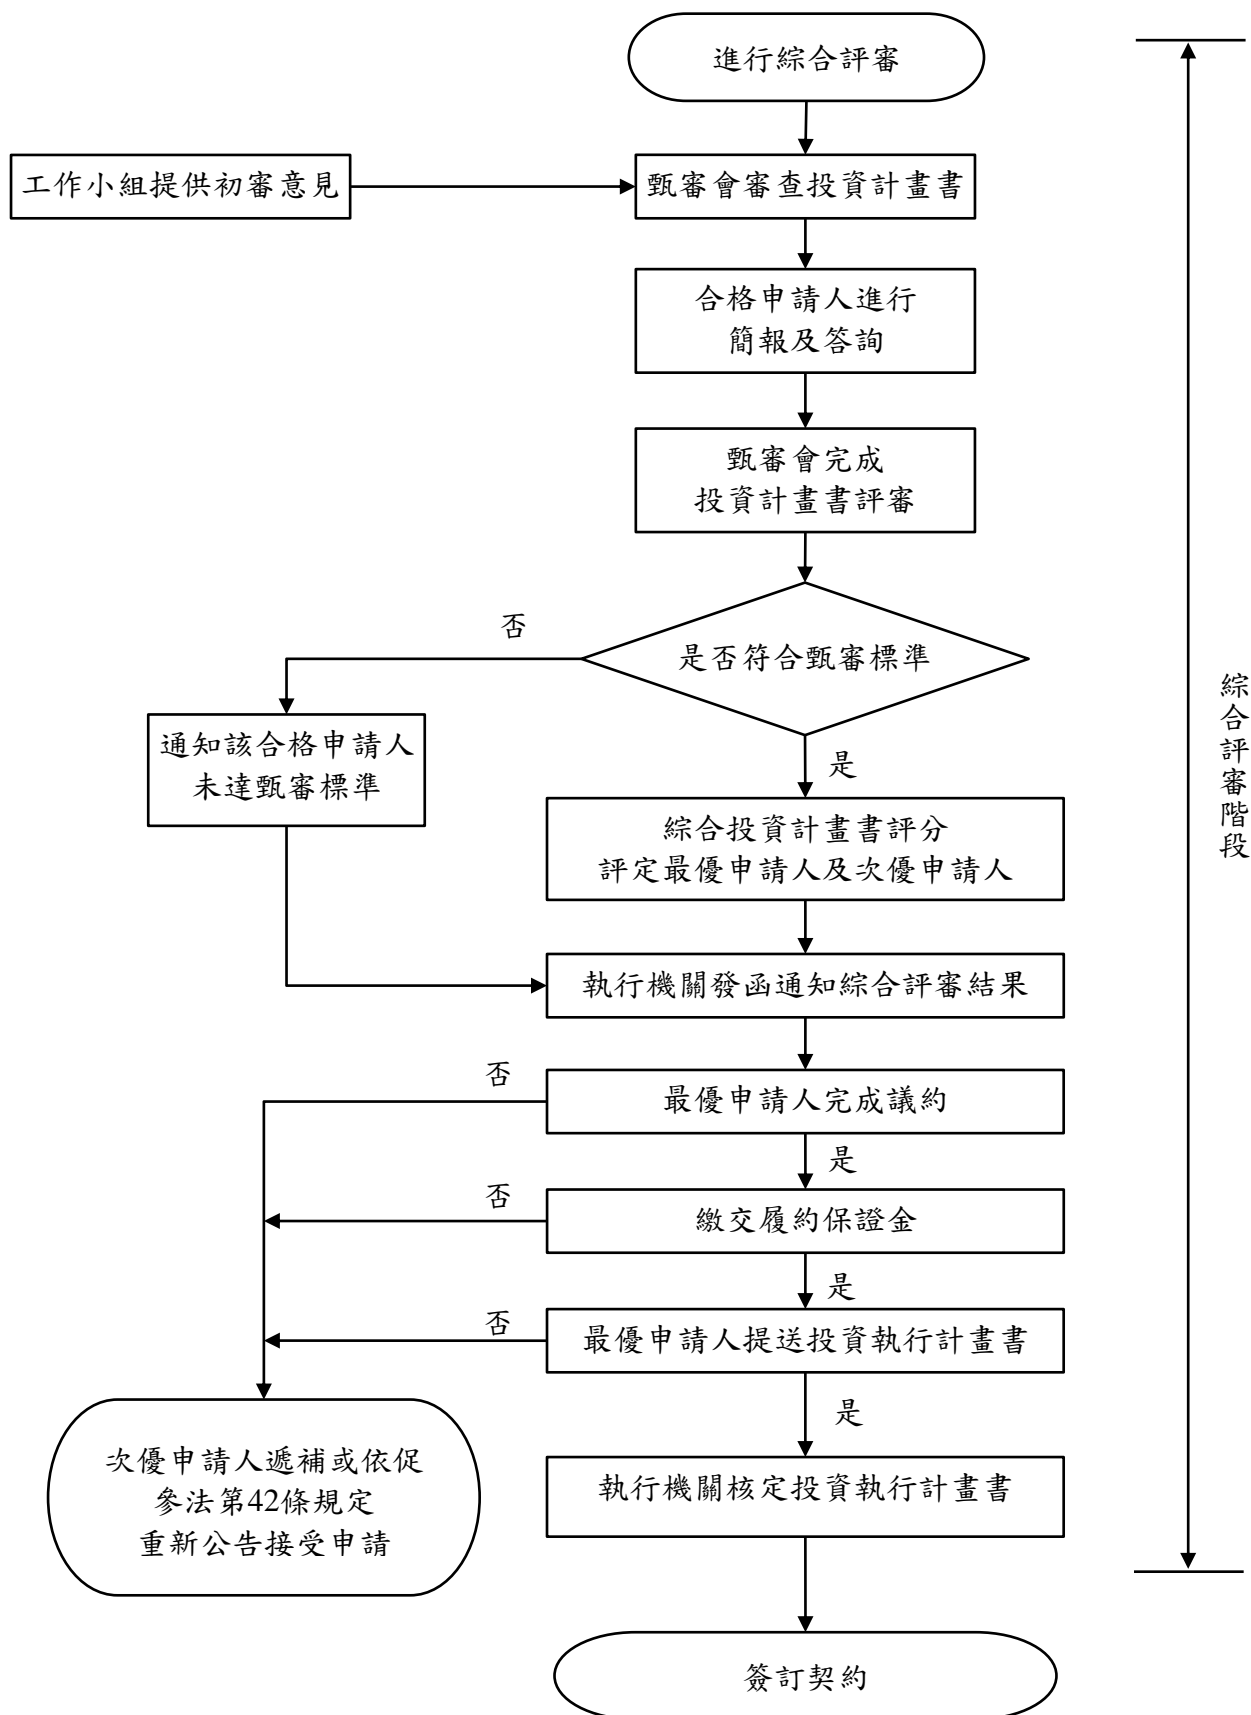 進行綜合評審
工作小組提供初審意見
甄審會審查投資計畫書
合格申請人進行
簡報及答詢
甄審會完成
投資計畫書評審
否
是否符合甄審標準
通知該合格申請人
未達甄審標準
是
綜合投資計畫書評分
評定最優申請人及次優申請人
綜合評審階段
執行機關發函通知綜合評審結果
否
最優申請人完成議約
是
否
繳交履約保證金
是
否
最優申請人提送投資執行計畫書
是
次優申請人遞補或依促
參法第42條規定
重新公告接受申請
執行機關核定投資執行計畫書
簽訂契約